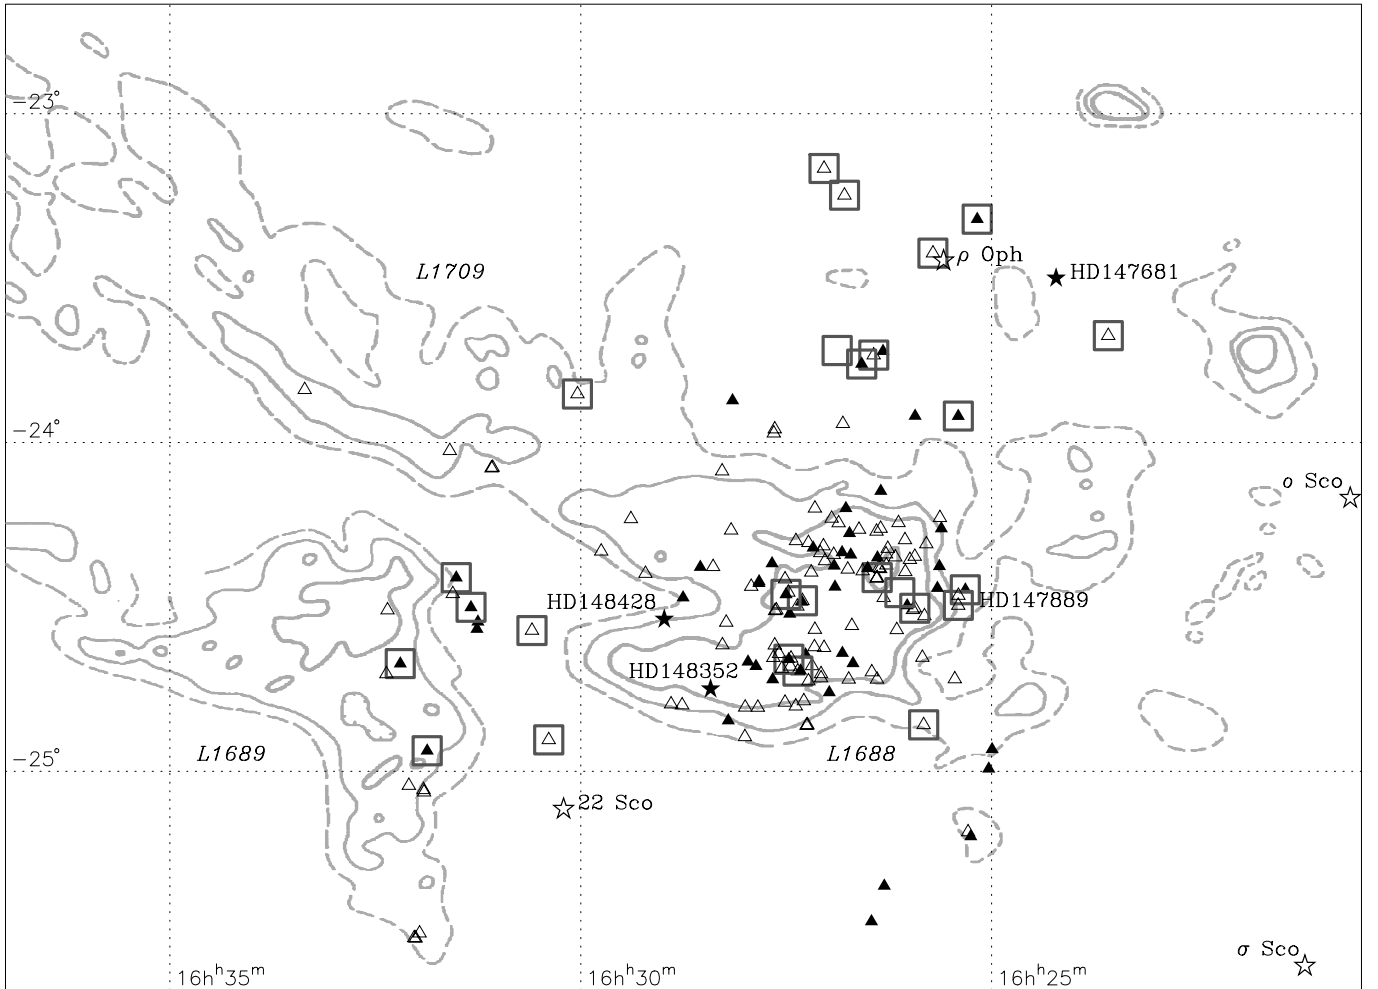 −23°
ρ Oph
L1709
HD147681
−24°
ο Sco
HD148428
HD147889
HD148352
L1689
L1688
−25°
22 Sco
σ Sco
16h35m
16h30m
16h25m